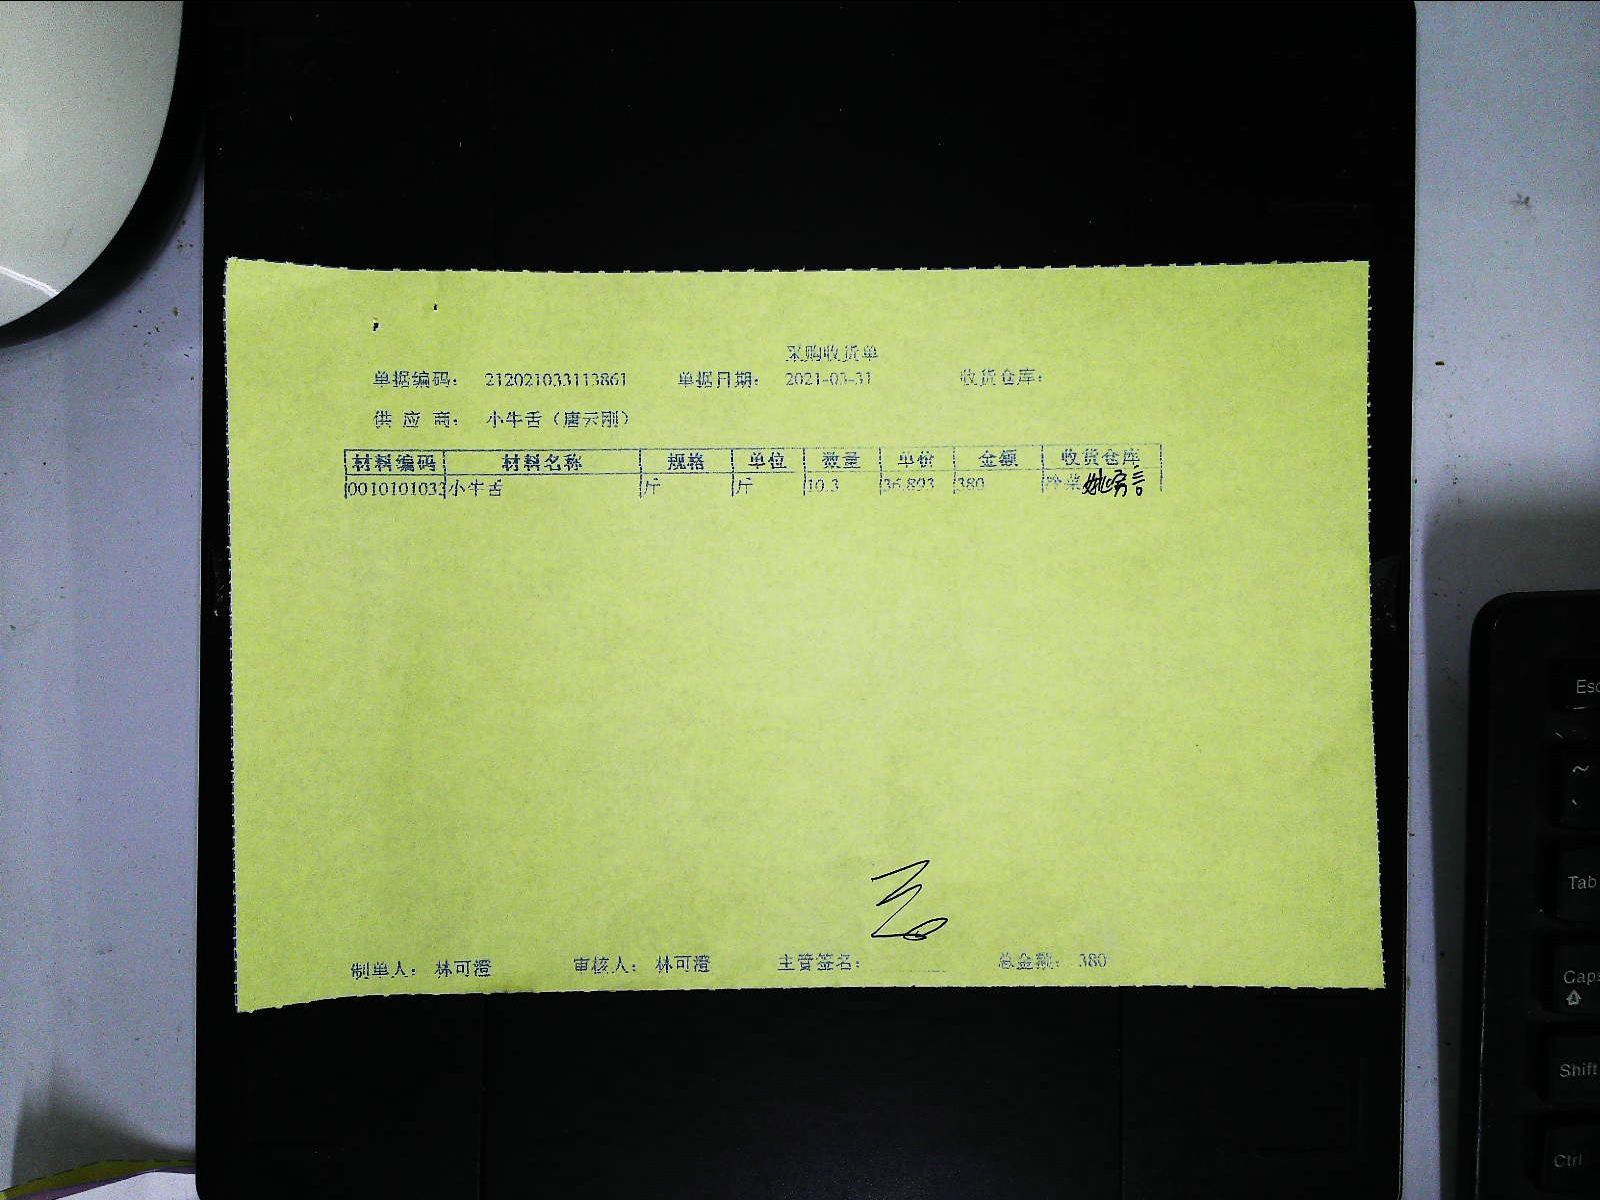 采购收货单
单据编码： 212021033113861 单据日期： 2021-03-31 收货仓库：
供 应 商： 小牛舌（唐云刚）
材料编码 材料名称 规格 单位 数量 单价 金额 收货仓库
0010101033 小牛舌 斤 斤 10.3 36.893 380 冷菜
制单人： 林可澄 审核人： 林可澄 主管签名： 总金额： 380
Esc
~
、
Tab
Caps
Shift
Ctrl